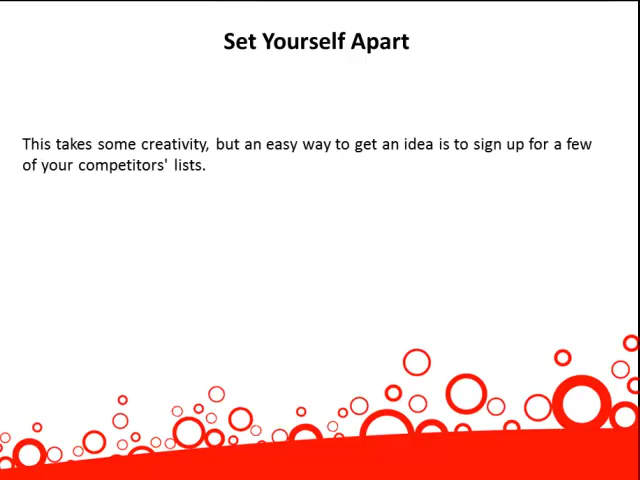 Set Yourself Apart
This takes some creativity, but an easy way to get an idea is to sign up for a few
of your competitors' lists.